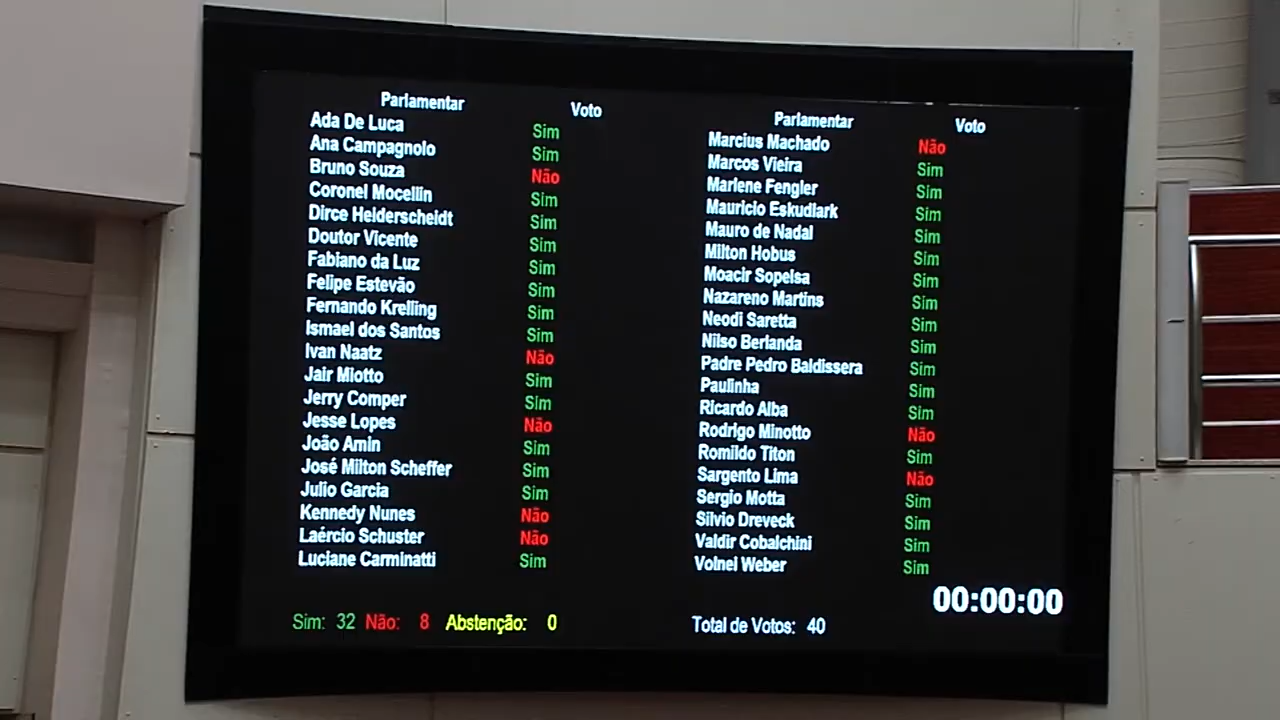 Parlamentar Voto
Ada De Luca Sim
Ana Campagnolo Sim
Bruno Souza Não
Coronel Mocellin Sim
Dirce Heiderscheidt Sim
Doutor Vicente Sim
Fabiano da Luz Sim
Felipe Estevão Sim
Fernando Krelling Sim
Ismael dos Santos Sim
Ivan Naatz Não
Jair Miotto Sim
Jerry Comper Sim
Jesse Lopes Não
João Amin Sim
José Milton Scheffer Sim
Julio Garcia Sim
Kennedy Nunes Não
Laércio Schuster Não
Luciane Carminatti Sim
Parlamentar Voto
Marcius Machado Não
Marcos Vieira Sim
Marlene Fengler Sim
Mauricio Eskudlark Sim
Mauro de Nadal Sim
Milton Hobus Sim
Moacir Sopelsa Sim
Nazareno Martins Sim
Neodi Saretta Sim
Nilso Berlanda Sim
Padre Pedro Baldissera Sim
Paulinha Sim
Ricardo Alba Sim
Rodrigo Minotto Não
Romildo Titon Sim
Sargento Lima Não
Sergio Motta Sim
Silvio Dreveck Sim
Valdir Cobalchini Sim
Volnei Weber Sim
00:00:00
Sim: 32 Não: 8 Abstenção: 0 Total de Votos: 40